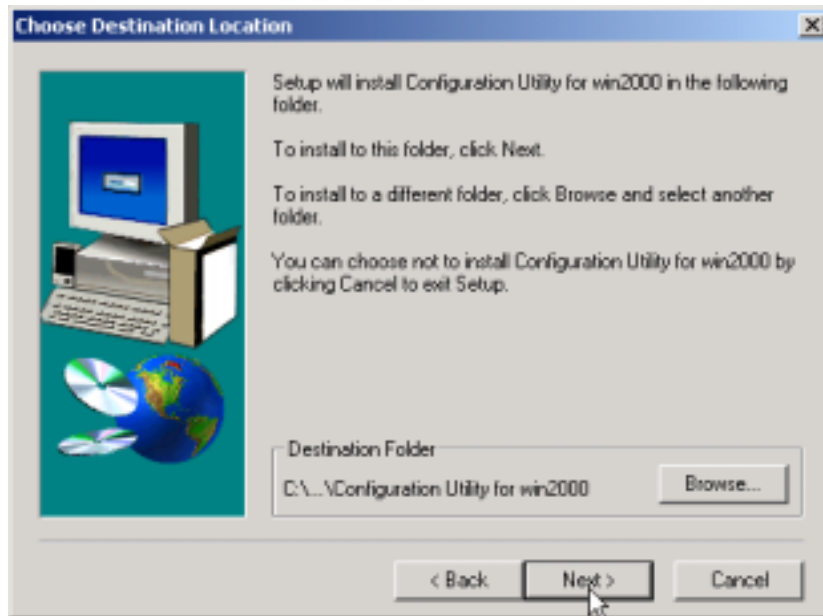 Choose Destination Location
Setup will install Configuration Utility for win2000 in the following
folder.
To install to this folder, click Next.
To install to a different folder, click Browse and select another
folder.
You can choose not to install Configuration Utility for win2000 by
clicking Cancel to exit Setup.
Destination Folder
C:\...\Configuration Utility for win2000
Browse...
< Back
Next >
Cancel